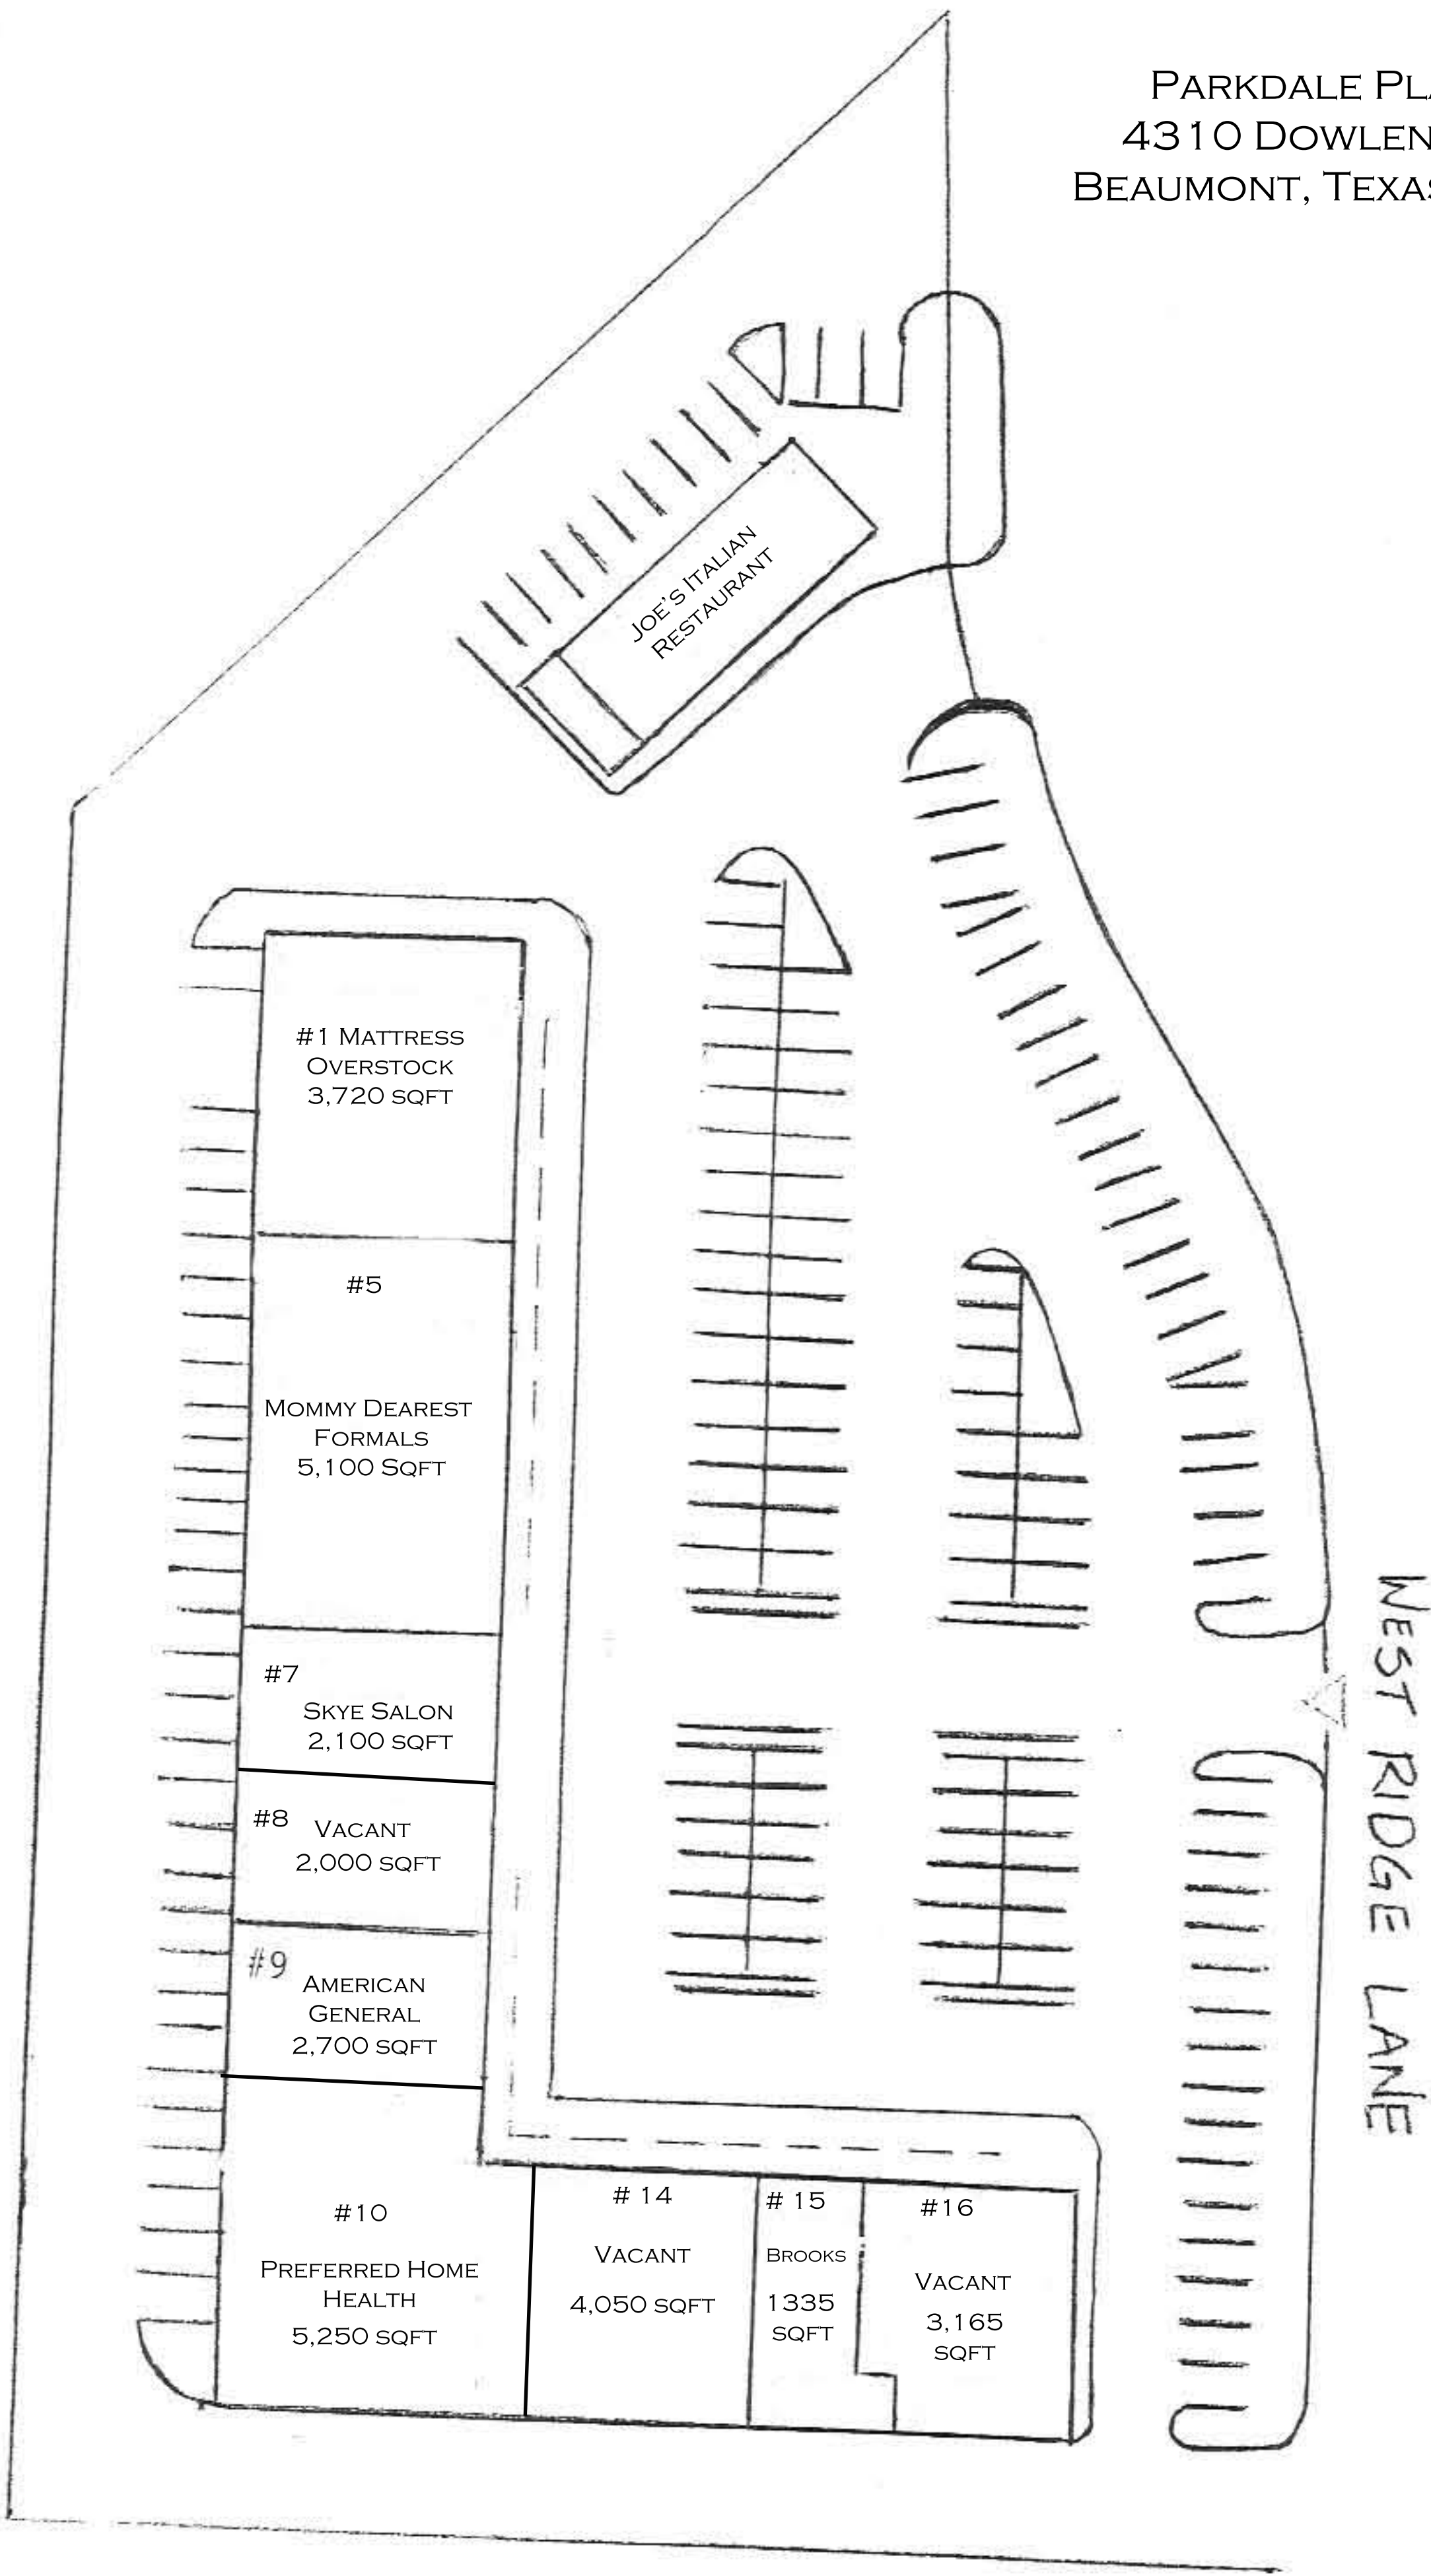 PARKDALE PLA
4310 DOWLEN
BEAUMONT, TEXAS
JOE'S ITALIAN
RESTAURANT
#1 MATTRESS
OVERSTOCK
3,720 SQFT
#5
MOMMY DEAREST
FORMALS
5,100 SQFT
#7
SKYE SALON
2,100 SQFT
#8 VACANT
2,000 SQFT
#9
AMERICAN
GENERAL
2,700 SQFT
#10
PREFERRED HOME
HEALTH
5,250 SQFT
# 14
VACANT
4,050 SQFT
# 15
BROOKS
1335
SQFT
#16
VACANT
3,165
SQFT
WEST RIDGE LANE